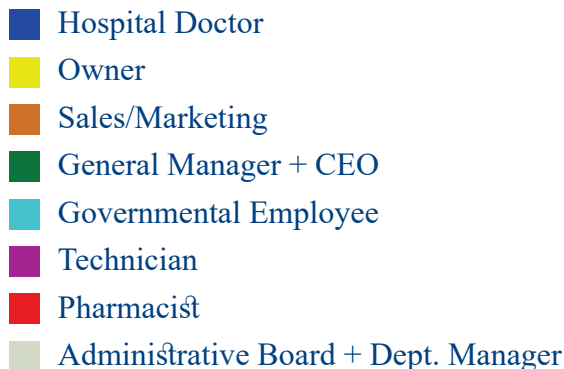 Hospital Doctor
Owner
Sales/Marketing
General Manager + CEO
Governmental Employee
Technician
Pharmacist
Administrative Board + Dept. Manager